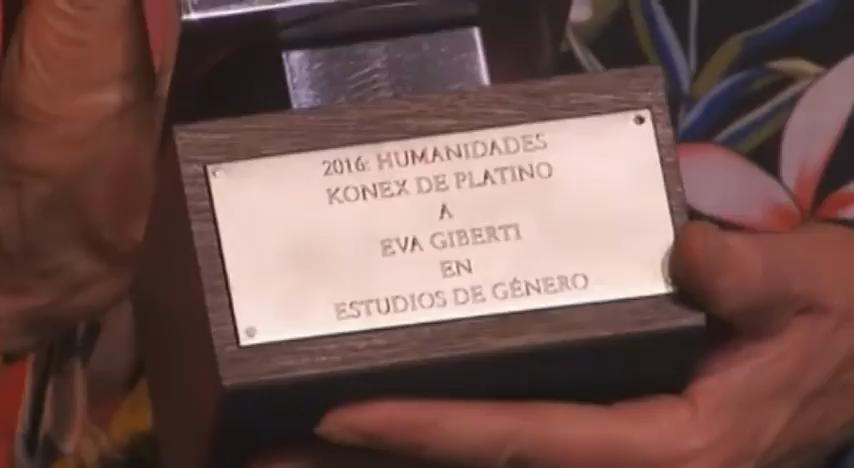 2016: HUMANIDADES
KONEX DE PLATINO
A
EVA GIBERTI
EN
ESTUDIOS DE GÉNERO